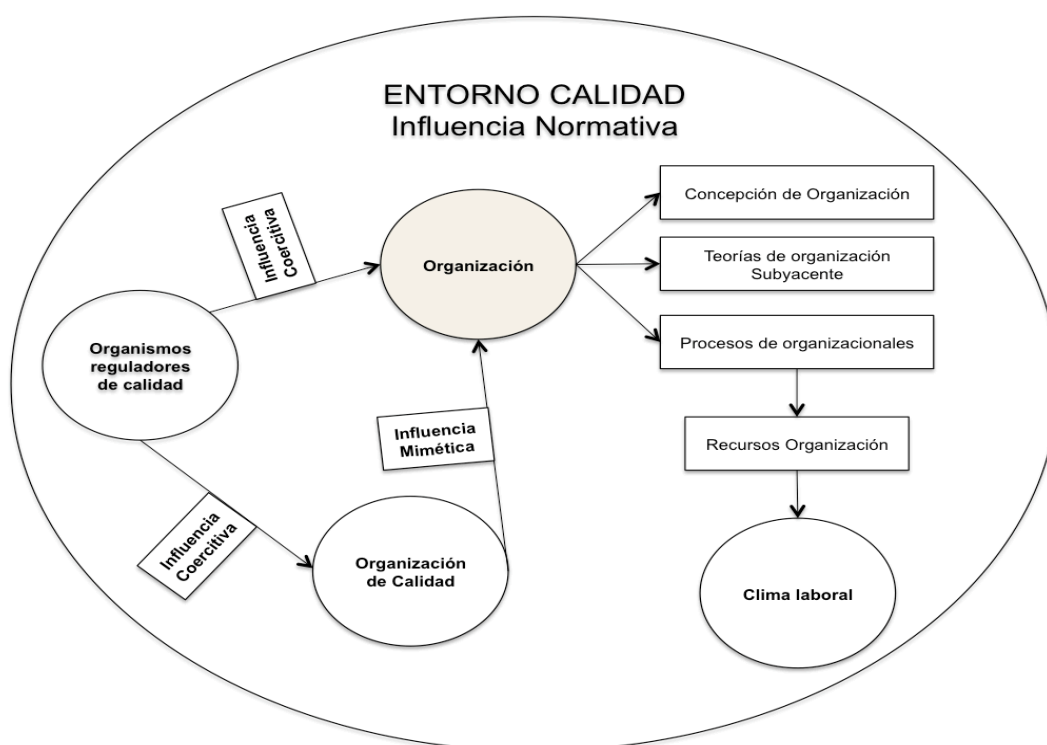 ENTORNO CALIDAD
Influencia Normativa
Influencia
Coercitiva
Organización
Concepción de Organización
Teorías de organización
Subyacente
Procesos de organizacionales
Organismos
reguladores
de calidad
Influencia
Mimética
Recursos Organización
Influencia
Coercitiva
Organización
de Calidad
Clima laboral